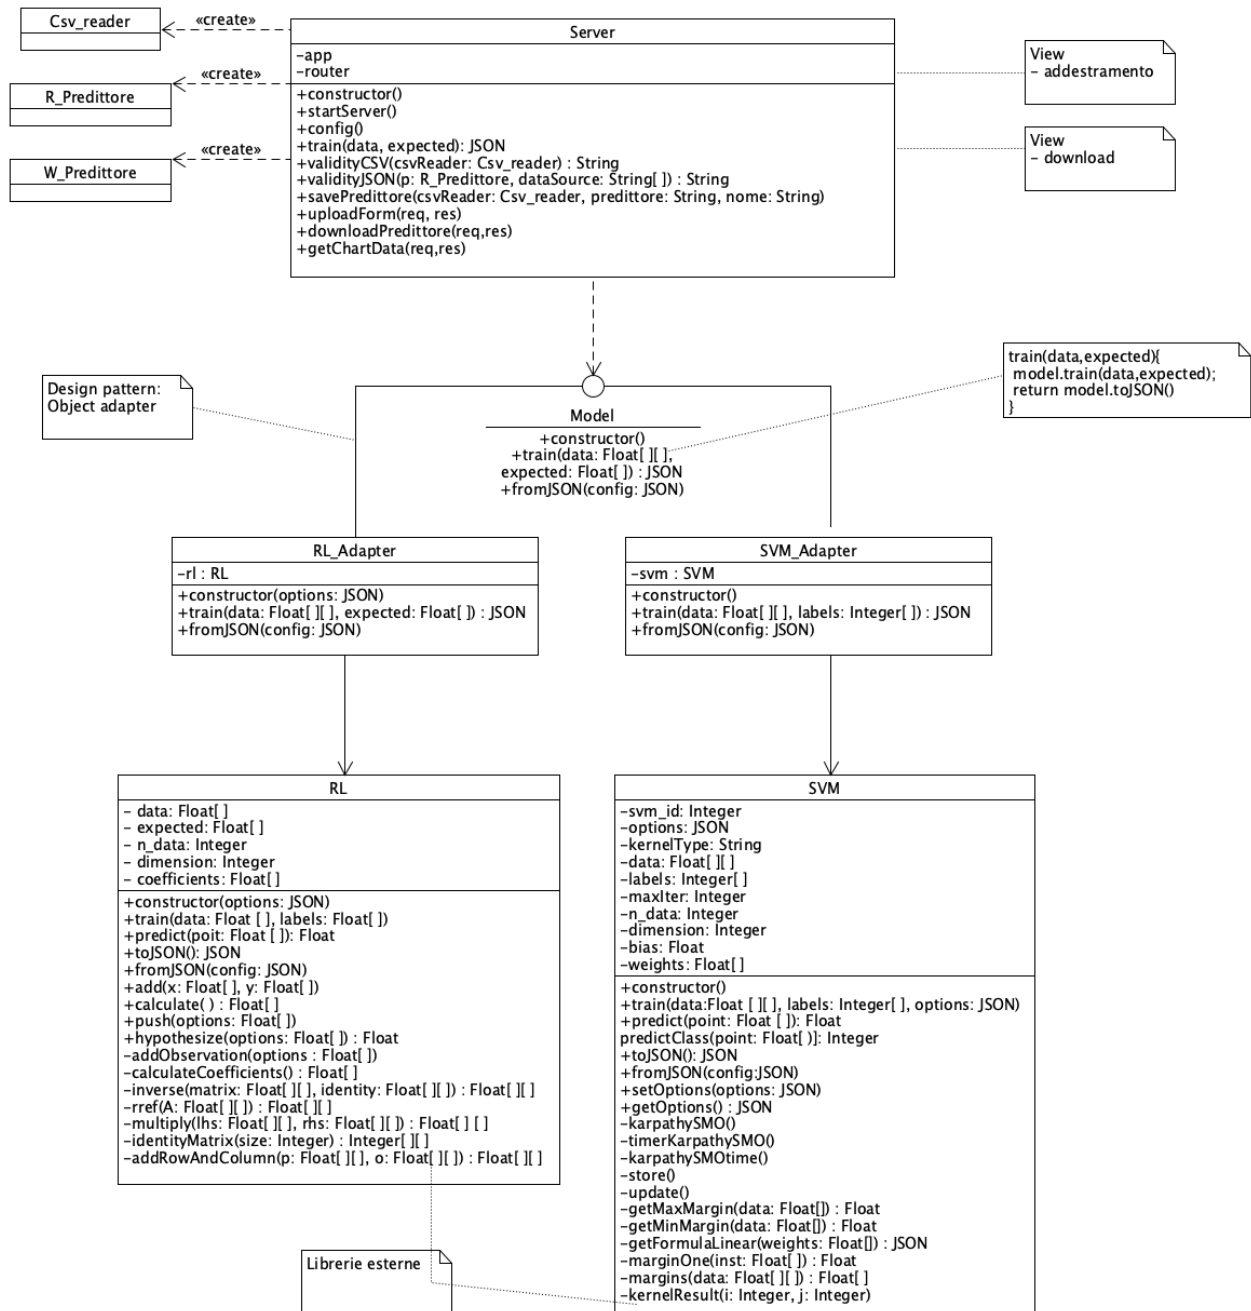 Csv_reader
«create»
R_Predittore
«create»
W_Predittore
«create»
Server
-app
-router
+constructor()
+startServer()
+config()
+train(data, expected): JSON
+validityCSV(csvReader: Csv_reader) : String
+validityJSON(p: R_Predittore, dataSource: String[ ]) : String
+savePredittore(csvReader: Csv_reader, predittore: String, nome: String)
+uploadForm(req, res)
+downloadPredittore(req,res)
+getChartData(req,res)
View
- addestramento
View
- download
Design pattern:
Object adapter
Model
+constructor()
+train(data: Float[ ][ ],
expected: Float[ ]) : JSON
+fromJSON(config: JSON)
train(data,expected){
model.train(data,expected);
return model.toJSON()
}
RL_Adapter
-rl : RL
+constructor(options: JSON)
+train(data: Float[ ][ ], expected: Float[ ]) : JSON
+fromJSON(config: JSON)
SVM_Adapter
-svm : SVM
+constructor()
+train(data: Float[ ][ ], labels: Integer[ ]) : JSON
+fromJSON(config: JSON)
RL
- data: Float[ ]
- expected: Float[ ]
- n_data: Integer
- dimension: Integer
- coefficients: Float[ ]
+constructor(options: JSON)
+train(data: Float [ ], labels: Float[ ])
+predict(poit: Float [ ]): Float
+toJSON(): JSON
+fromJSON(config: JSON)
+add(x: Float[ ], y: Float[ ])
+calculate( ) : Float[ ]
+push(options: Float[ ])
+hypothesize(options: Float[ ]) : Float
-addObservation(options : Float[ ])
-calculateCoefficients() : Float[ ]
-inverse(matrix: Float[ ][ ], identity: Float[ ][ ]) : Float[ ][ ]
-rref(A: Float[ ][ ]) : Float[ ][ ]
-multiply(lhs: Float[ ][ ], rhs: Float[ ][ ]) : Float[ ] [ ]
-identityMatrix(size: Integer) : Integer[ ][ ]
-addRowAndColumn(p: Float[ ][ ], o: Float[ ][ ]) : Float[ ][ ]
SVM
-svm_id: Integer
-options: JSON
-kernelType: String
-data: Float[ ][ ]
-labels: Integer[ ]
-maxIter: Integer
-n_data: Integer
-dimension: Integer
-bias: Float
-weights: Float[ ]
+constructor()
+train(data:Float [ ][ ], labels: Integer[ ], options: JSON)
+predict(point: Float [ ]): Float
predictClass(point: Float[ )]: Integer
+toJSON(): JSON
+fromJSON(config:JSON)
+setOptions(options: JSON)
+getOptions() : JSON
-karpathySMO()
-timerKarpathySMO()
-karpathySMOtime()
-store()
-update()
-getMaxMargin(data: Float[]) : Float
-getMinMargin(data: Float[]) : Float
-getFormulaLinear(weights: Float[]) : JSON
-marginOne(inst: Float[ ]) : Float
-margins(data: Float[ ][ ]) : Float[ ]
-kernelResult(i: Integer, j: Integer)
Librerie esterne